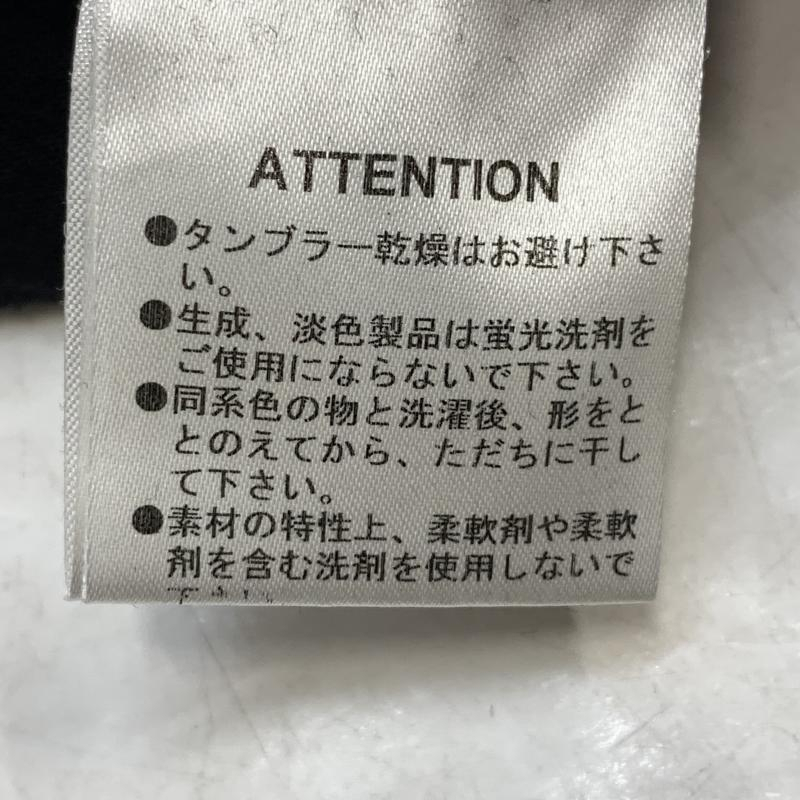 ATTENTION
●タンブラー乾燥はお避け下さ
い。
●生成、淡色製品は蛍光洗剤を
ご使用にならないで下さい。
●同系色の物と洗濯後、形をと
とのえてから、ただちに干し
て下さい。
●素材の特性上、柔軟剤や柔軟
剤を含む洗剤を使用しないで